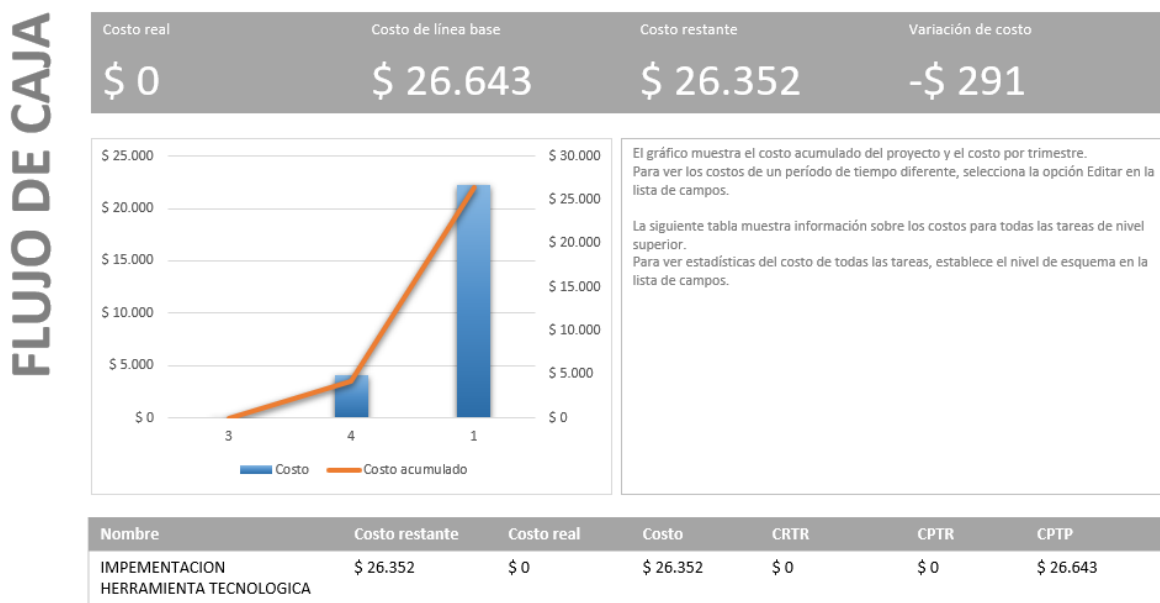 FLUJO DE CAJA
Costo real
Costo de línea base
Costo restante
Variación de costo
$ 0
$ 26.643
$ 26.352
-$ 291
$ 25.000
$ 20.000
$ 15.000
$ 10.000
$ 5.000
$ 0
$ 30.000
$ 25.000
$ 20.000
$ 15.000
$ 10.000
$ 5.000
$ 0
3
4
1
Costo
Costo acumulado
El gráfico muestra el costo acumulado del proyecto y el costo por trimestre.
Para ver los costos de un período de tiempo diferente, selecciona la opción Editar en la
lista de campos.
La siguiente tabla muestra información sobre los costos para todas las tareas de nivel
superior.
Para ver estadísticas del costo de todas las tareas, establece el nivel de esquema en la
lista de campos.
Nombre Costo restante Costo real Costo CRTR CPTR CPTP
IMPEMENTACION $ 26.352 $ 0 $ 26.352 $ 0 $ 0 $ 26.643
HERRAMIENTA TECNOLOGICA